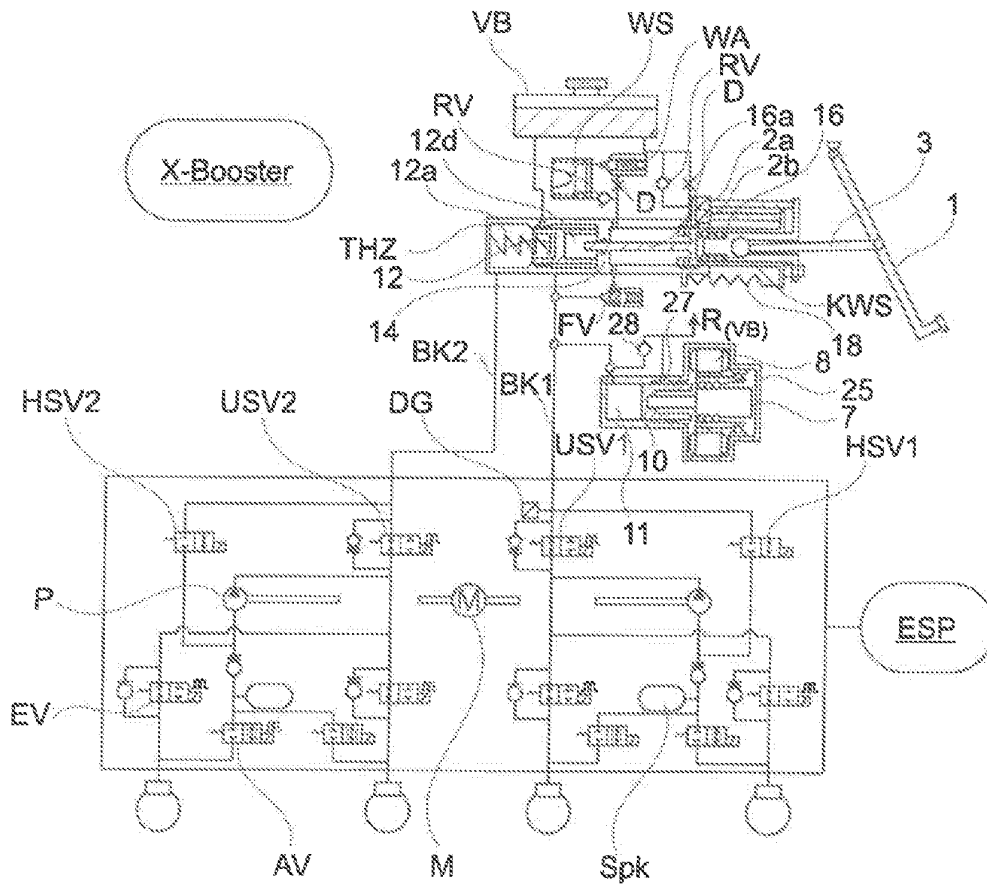 VB
WS
WA
RV
D
RV
12d
16a
16
12a
2a
2b
3
X-Booster
D
1
THZ
12
27
KWS
14
FV
28
R(VB)
18
BK2
8
BK1
25
HSV2
USV2
DG
7
USV1
10
HSV1
11
P
M
ESP
EV
AV
M
Spk